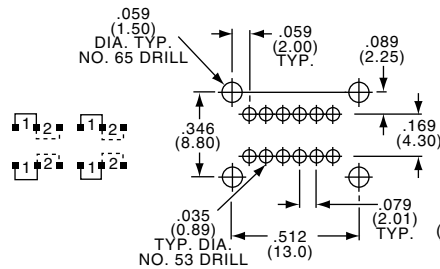 .059
(1.50)
DIA. TYP.
NO. 65 DRILL
.059
(2.00)
TYP.
.089
(2.25)
1 2 1 2
1 2 1 2
.346
(8.80)
.169
(4.30)
.035
(0.89)
TYP. DIA.
NO. 53 DRILL
.512
(13.0)
.079
(2.01)
TYP.
(